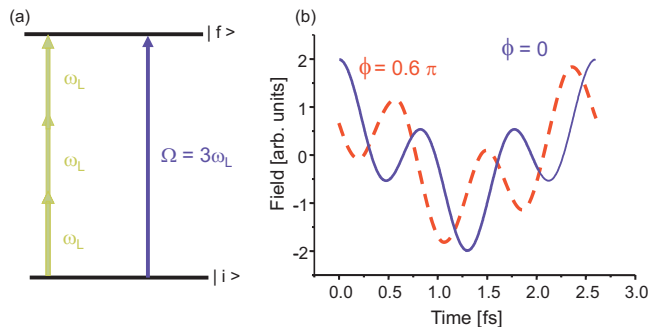 (a)
| f >
ω_L
ω_L
ω_L
Ω = 3ω_L
| i >
(b)
ϕ = 0.6 π
ϕ = 0
Field [arb. units]
2
1
0
-1
-2
0.0 0.5 1.0 1.5 2.0 2.5 3.0
Time [fs]